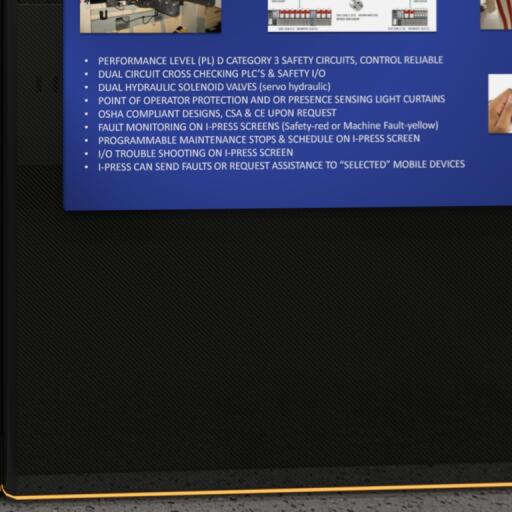 • PERFORMANCE LEVEL (PL) D CATEGORY 3 SAFETY CIRCUITS, CONTROL RELIABLE
• DUAL CIRCUIT CROSS CHECKING PLC'S & SAFETY I/O
• DUAL HYDRAULIC SOLENOID VALVES (servo hydraulic)
• POINT OF OPERATOR PROTECTION AND OR PRESENCE SENSING LIGHT CURTAINS
• OSHA COMPLIANT DESIGNS, CSA & CE UPON REQUEST
• FAULT MONITORING ON I-PRESS SCREENS (Safety-red or Machine Fault-yellow)
• PROGRAMMABLE MAINTENANCE STOPS & SCHEDULE ON I-PRESS SCREEN
• I/O TROUBLE SHOOTING ON I-PRESS SCREEN
• I-PRESS CAN SEND FAULTS OR REQUEST ASSISTANCE TO “SELECTED” MOBILE DEVICES